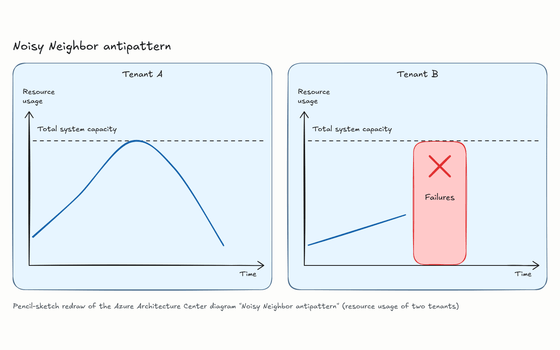 Noisy Neighbor antipattern
Tenant A
Resource
usage
Total system capacity
Time
Tenant B
Resource
usage
Total system capacity
Failures
Time
Pencil-sketch redraw of the Azure Architecture Center diagram "Noisy Neighbor antipattern" (resource usage of two tenants)